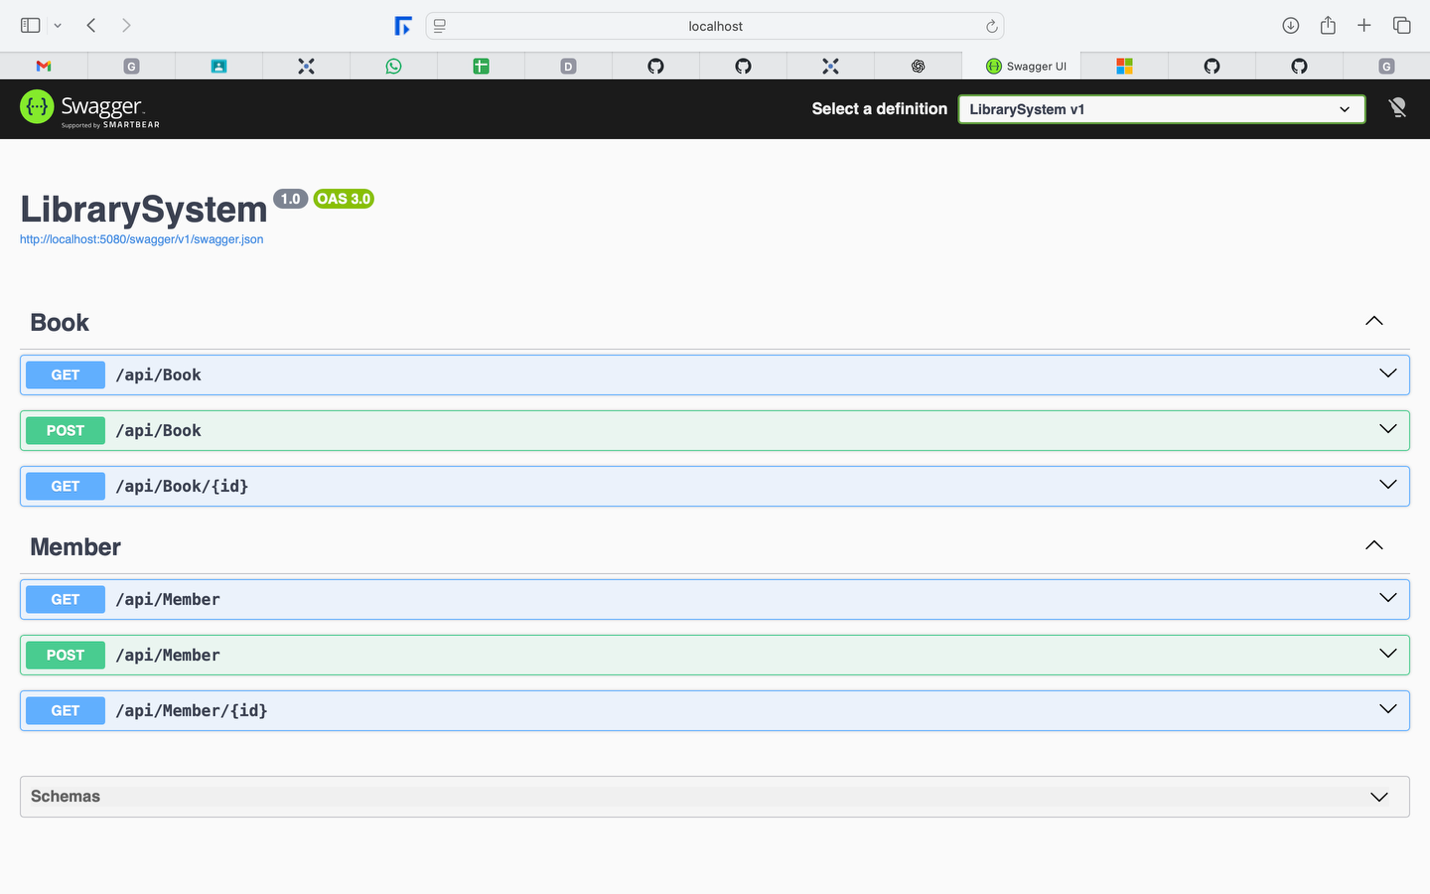 localhost
G
D
Swagger UI
G
Swagger.
Supported by SMARTBEAR
Select a definition
LibrarySystem v1
LibrarySystem 1.0 OAS 3.0
http://localhost:5080/swagger/v1/swagger.json
Book
GET /api/Book
POST /api/Book
GET /api/Book/{id}
Member
GET /api/Member
POST /api/Member
GET /api/Member/{id}
Schemas